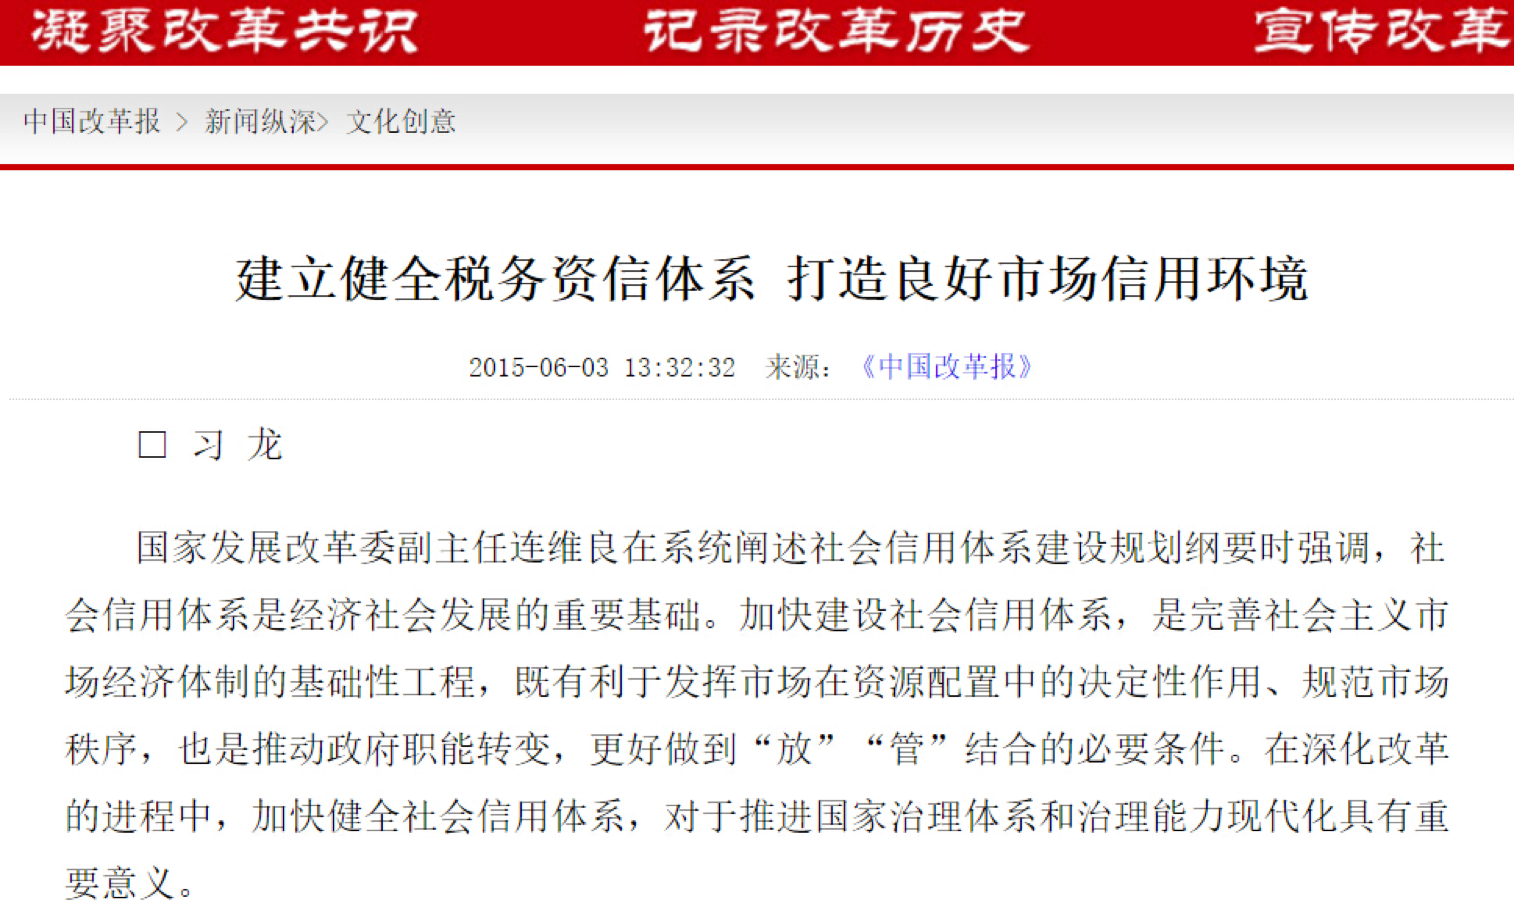 凝聚改革共识 记录改革历史 宣传改革
中国改革报 > 新闻纵深> 文化创意
建立健全税务资信体系 打造良好市场信用环境
2015-06-03 13:32:32 来源：《中国改革报》
□ 习 龙
国家发展改革委副主任连维良在系统阐述社会信用体系建设规划纲要时强调，社
会信用体系是经济社会发展的重要基础。加快建设社会信用体系，是完善社会主义市
场经济体制的基础性工程，既有利于发挥市场在资源配置中的决定性作用、规范市场
秩序，也是推动政府职能转变，更好做到“放”“管”结合的必要条件。在深化改革
的进程中，加快健全社会信用体系，对于推进国家治理体系和治理能力现代化具有重
要意义。